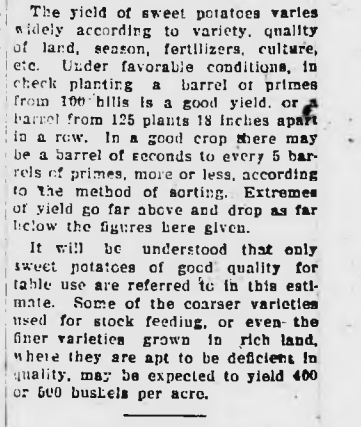 The yield of sweet potatoes varies
widely according to variety, quality
of land, season, fertilizers, culture,
etc. Under favorable conditions, in
check planting a barrel of primes
from 100 hills is a good yield, or a
barrel from 125 plants 18 inches apart
in a row. In a good crop there may
be a barrel of seconds to every 5 bar-
rels of primes, more or less, according
to the method of sorting. Extremes
of yield go far above and drop as far
below the figures here given.
It will be understood that only
sweet potatoes of good quality for
table use are referred to in this esti-
mate. Some of the coarser varieties
used for stock feeding, or even the
finer varieties grown in rich land,
where they are apt to be deficient in
quality, may be expected to yield 400
or 500 bushels per acre.